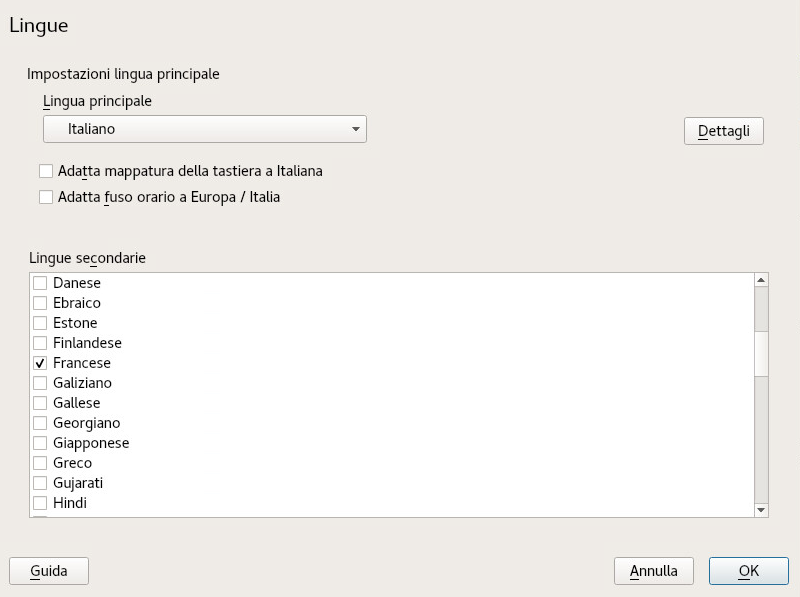 Lingue
Impostazioni lingua principale
Lingua principale
Italiano
Dettagli
Adatta mappatura della tastiera a Italiana
Adatta fuso orario a Europa / Italia
Lingue secondarie
Danese
Ebraico
Estone
Finlandese
Francese
Galiziano
Gallese
Georgiano
Giapponese
Greco
Gujarati
Hindi
Guida
Annulla
OK